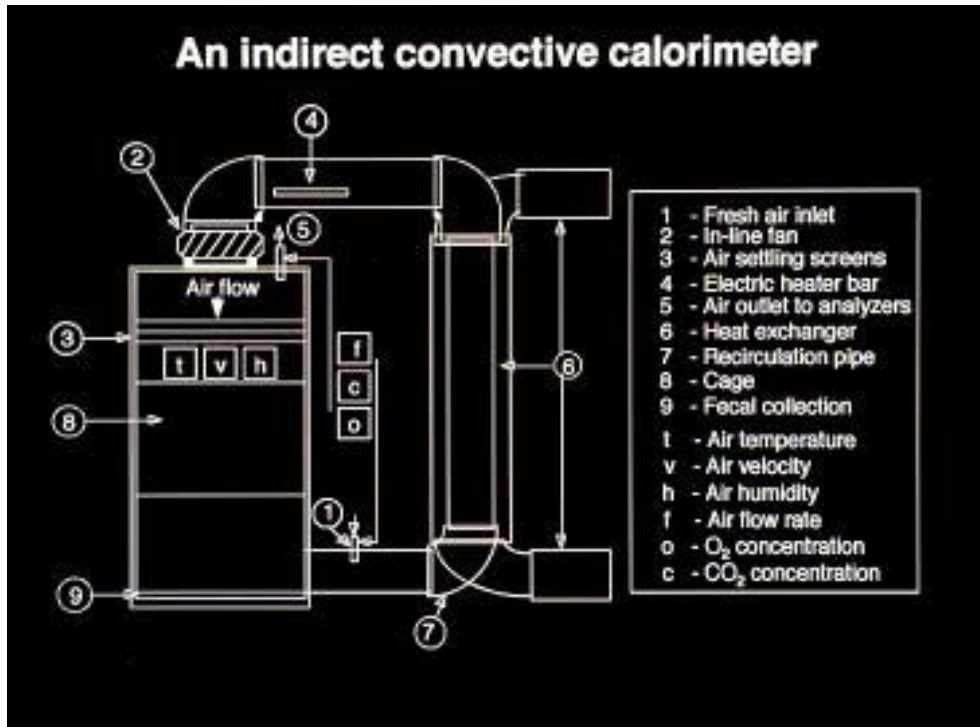 An indirect convective calorimeter
4
2
5
Air flow
3
t v h
f
c
o
6
8
1
9
7
1 - Fresh air inlet
2 - In-line fan
3 - Air settling screens
4 - Electric heater bar
5 - Air outlet to analyzers
6 - Heat exchanger
7 - Recirculation pipe
8 - Cage
9 - Fecal collection
t - Air temperature
v - Air velocity
h - Air humidity
f - Air flow rate
o - O₂ concentration
c - CO₂ concentration